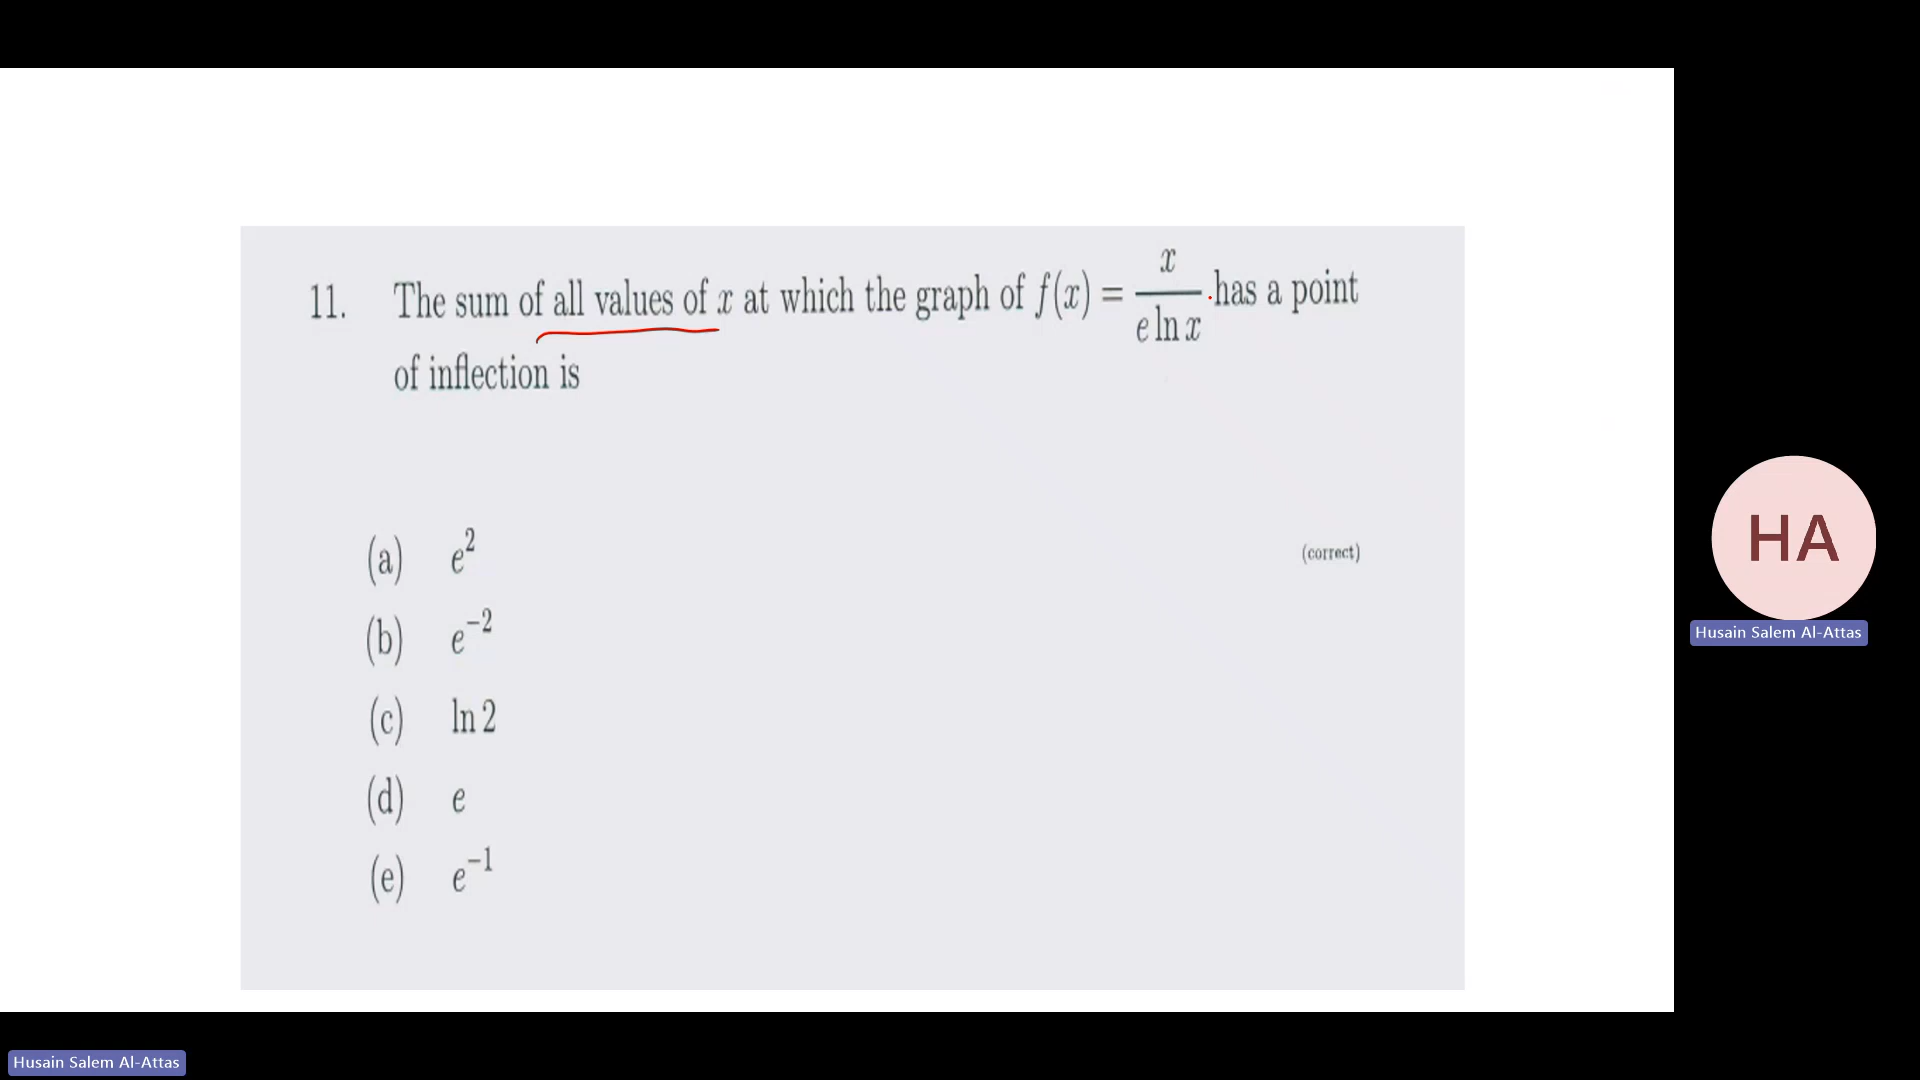 11. The sum of all values of x at which the graph of f(x) = x / (e ln x) has a point
of inflection is
(a) e^2 (correct)
(b) e^−2
(c) ln 2
(d) e
(e) e^−1
HA
Husain Salem Al-Attas
Husain Salem Al-Attas